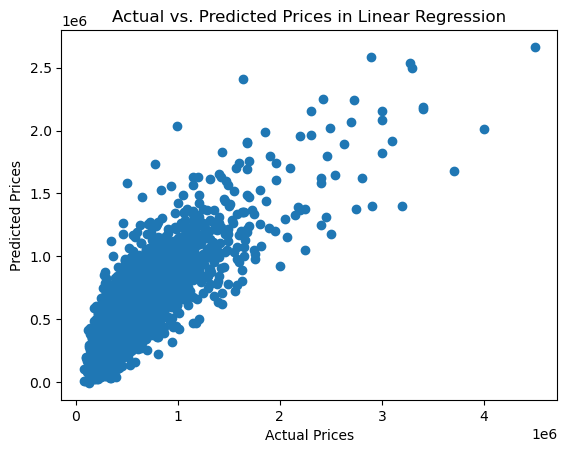 Actual vs. Predicted Prices in Linear Regression
1e6
2.5
2.0
1.5
1.0
0.5
0.0
Predicted Prices
0 1 2 3 4
Actual Prices
1e6